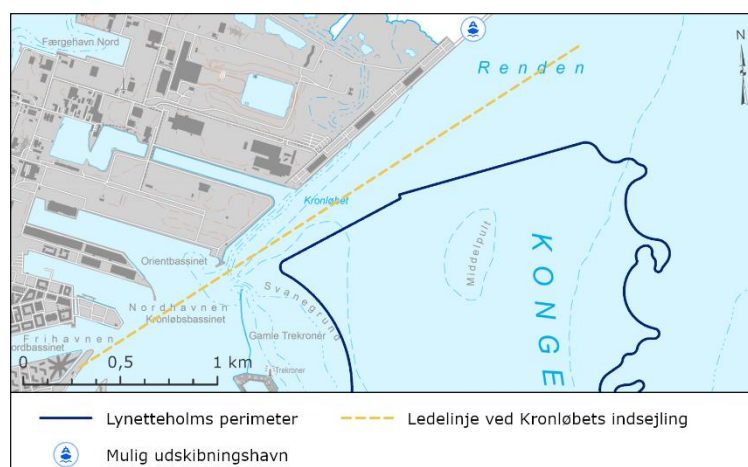 Færgehavn Nord
N
Renden
Kronløbet
Orientbassinet
Middelpult
KONGE
Svanegrund
Nordhavnen
Kronløbsbassinet
Frihavnen
ordbassinet
Gamle Trekroner
Trekroner
0 0,5 1 km
Lynetteholms perimeter
Ledelinje ved Kronløbets indsejling
Mulig udskibningshavn